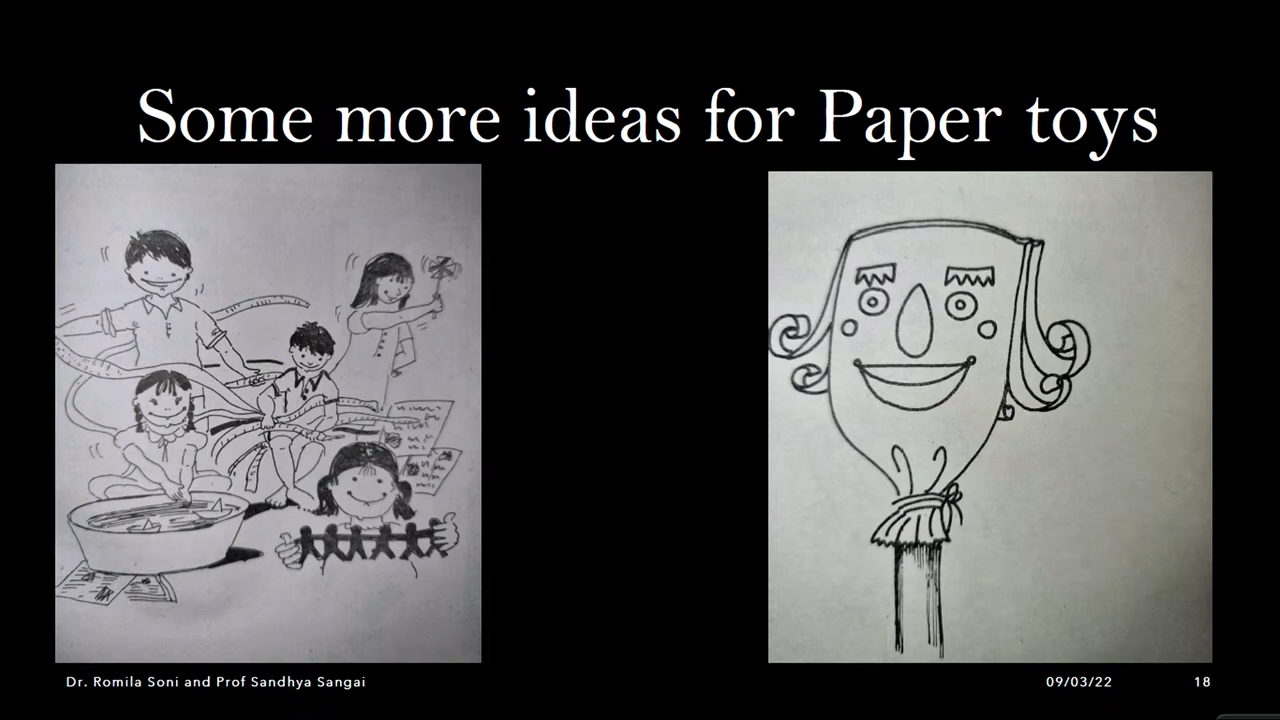 Some more ideas for Paper toys
Dr. Romila Soni and Prof Sandhya Sangai
09/03/22
18